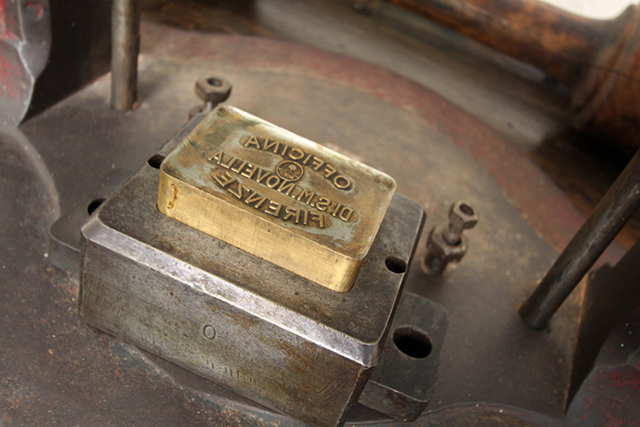 OFFICINA
DI S.M. NOVELLA
FIRENZE